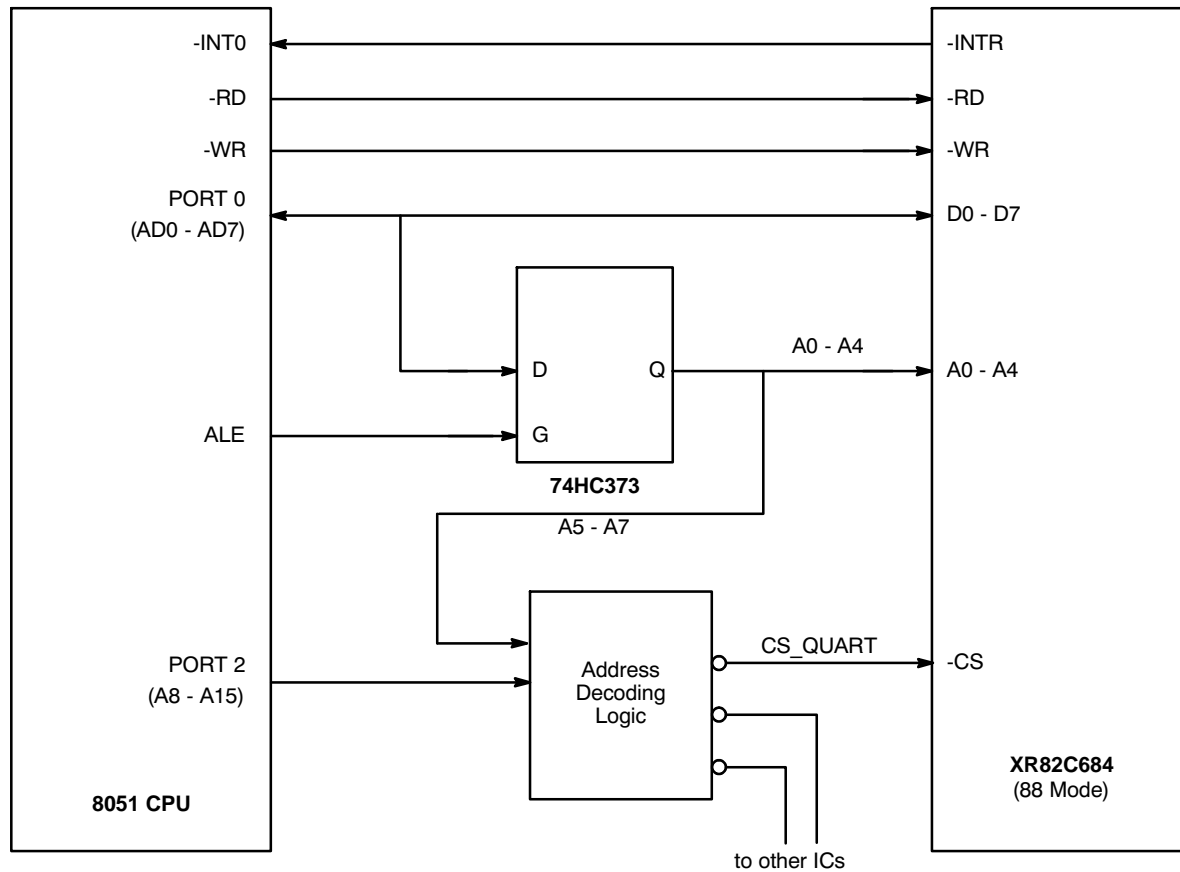 -INT0
-INTR
-RD
-RD
-WR
-WR
PORT 0
(AD0 - AD7)
D0 - D7
A0 - A4
D
Q
A0 - A4
ALE
G
74HC373
A5 - A7
PORT 2
(A8 - A15)
Address
Decoding
Logic
CS_QUART
-CS
8051 CPU
XR82C684
(88 Mode)
to other ICs